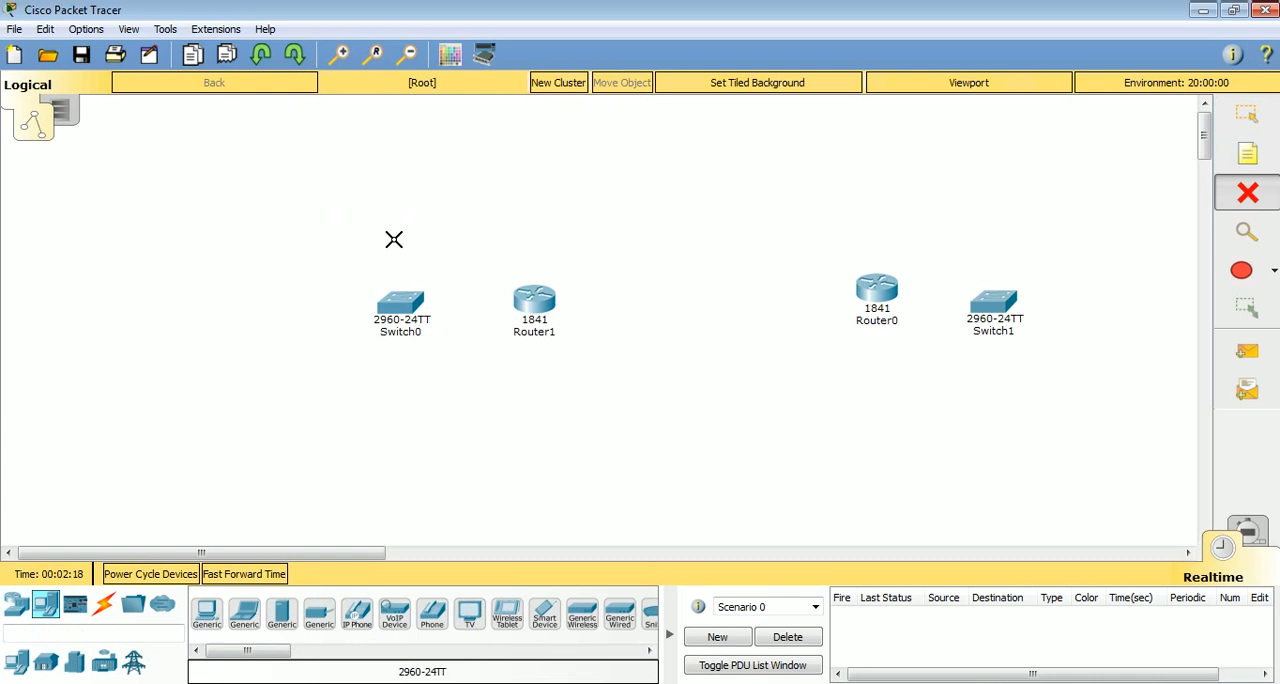 Cisco Packet Tracer
File Edit Options View Tools Extensions Help
Logical Back [Root] New Cluster Move Object Set Tiled Background Viewport Environment: 20:00:00
2960-24TT
Switch0
1841
Router1
1841
Router0
2960-24TT
Switch1
Time: 00:02:18 Power Cycle Devices Fast Forward Time
Realtime
Generic Generic Generic Generic IP Phone VoIP Device Phone TV Wireless Tablet Smart Device Generic Wireless Generic Wired
2960-24TT
Scenario 0
New Delete
Toggle PDU List Window
Fire Last Status Source Destination Type Color Time(sec) Periodic Num Edit